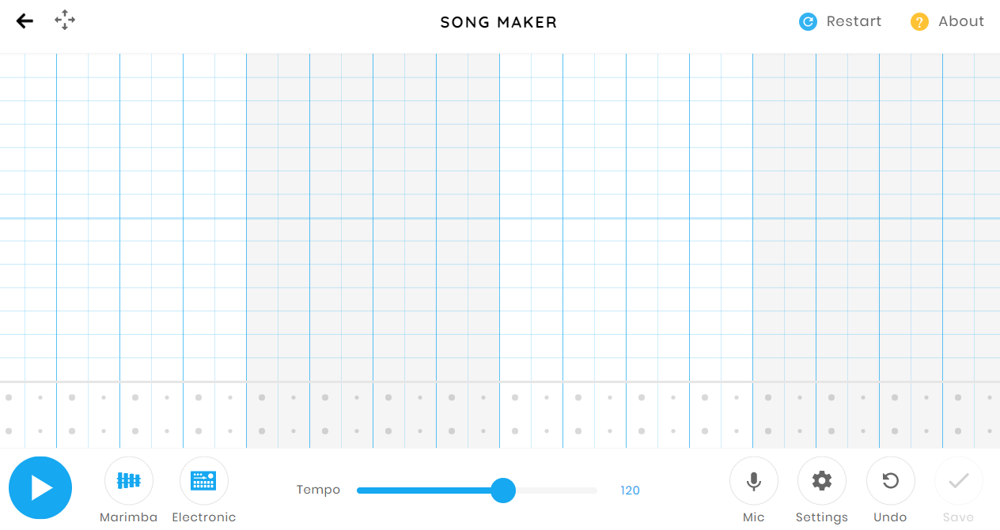 SONG MAKER
Restart
? About
Tempo
120
Marimba
Electronic
Mic
Settings
Undo
Save